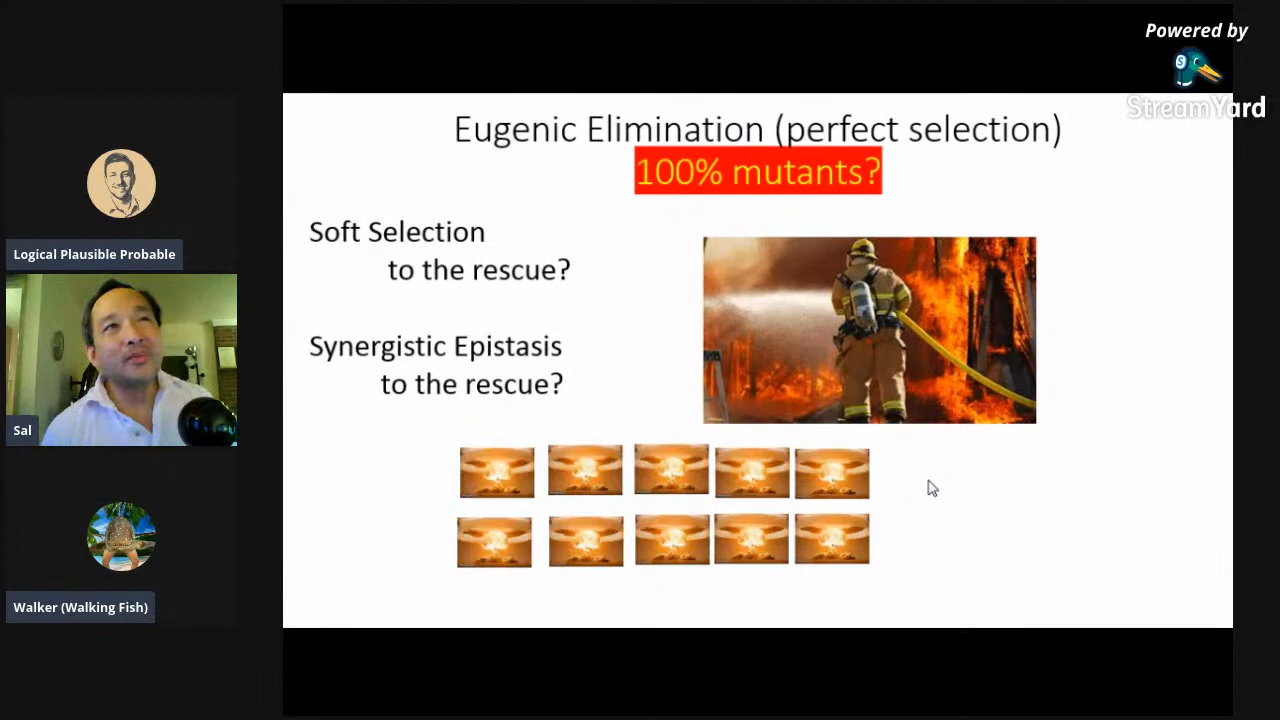 Powered by
StreamYard
Eugenic Elimination (perfect selection)
100% mutants?
Soft Selection
to the rescue?
Synergistic Epistasis
to the rescue?
Logical Plausible Probable
Sal
Walker (Walking Fish)